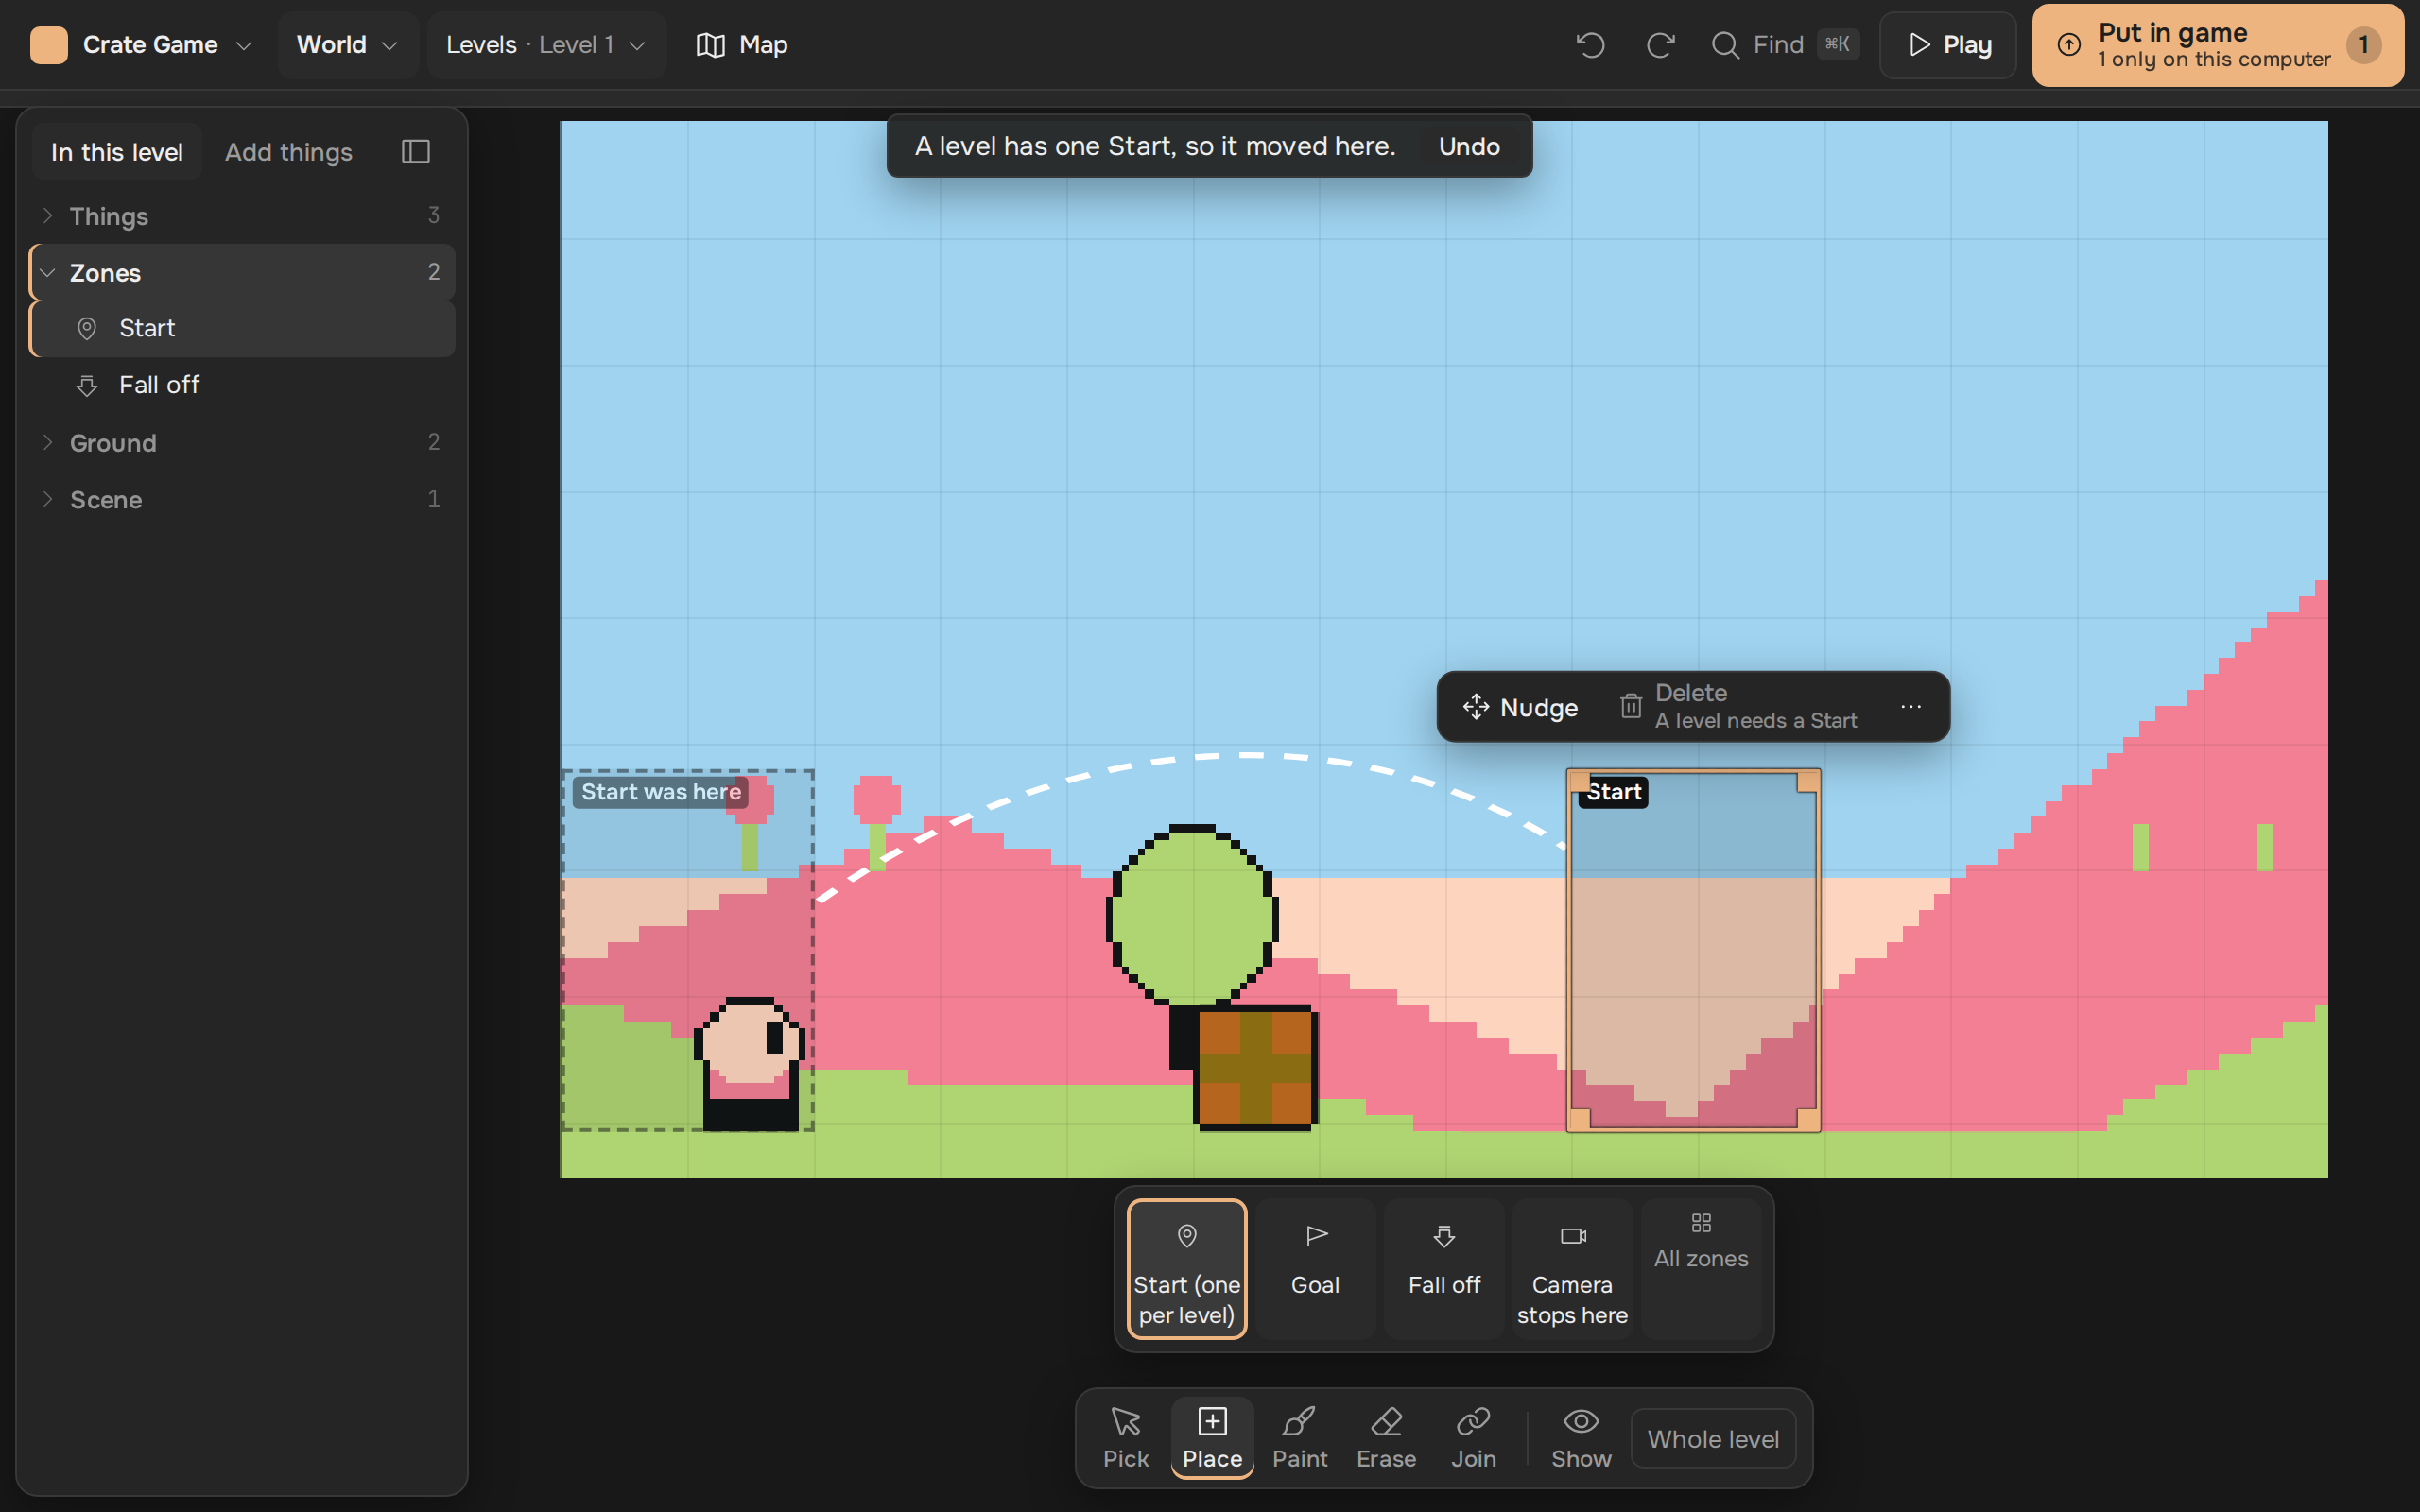 Crate Game
World
Levels · Level 1
Map
Find ⌘K
Play
Put in game
1 only on this computer
1
In this level
Add things
Things 3
Zones 2
Start
Fall off
Ground 2
Scene 1
A level has one Start, so it moved here. Undo
Nudge
Delete
A level needs a Start
Start was here
Start
Start (one
per level)
Goal
Fall off
Camera
stops here
All zones
Pick
Place
Paint
Erase
Join
Show
Whole level